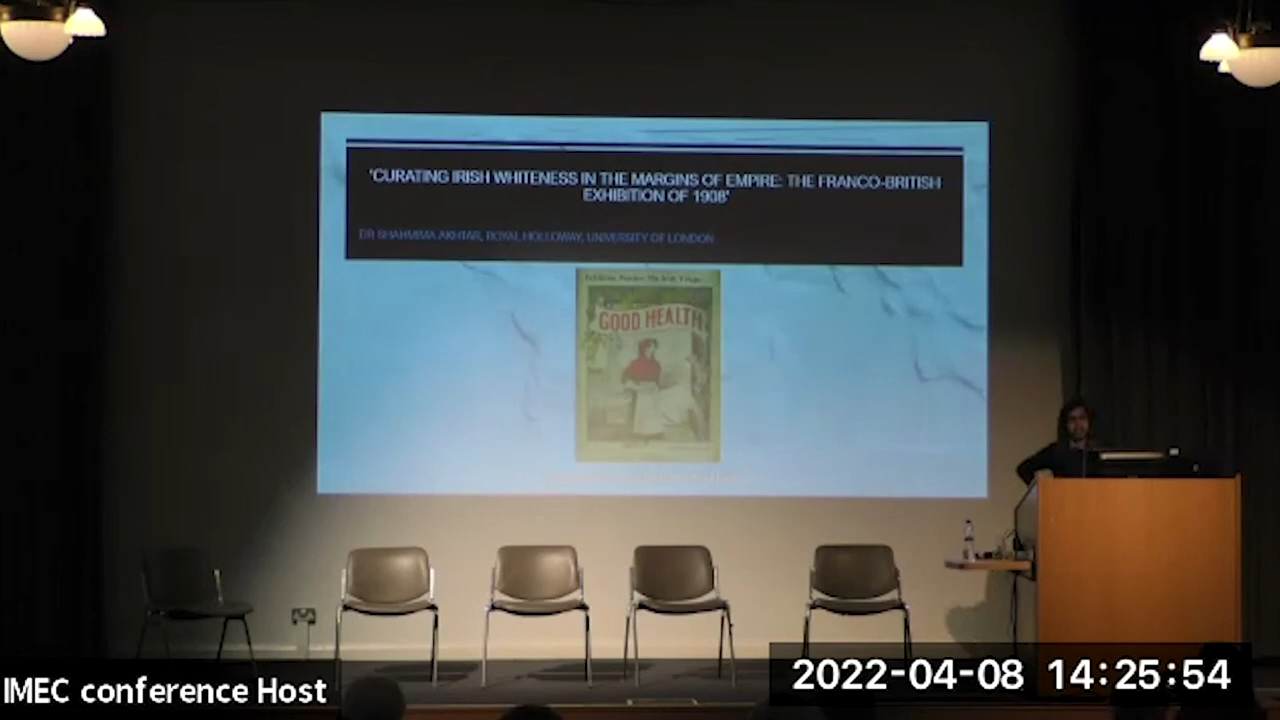 'CURATING IRISH WHITENESS IN THE MARGINS OF EMPIRE: THE FRANCO-BRITISH
EXHIBITION OF 1908'
DR SHAHMIMA AKHTAR, ROYAL HOLLOWAY, UNIVERSITY OF LONDON
GOOD HEALTH
IMEC conference Host
2022-04-08 14:25:54